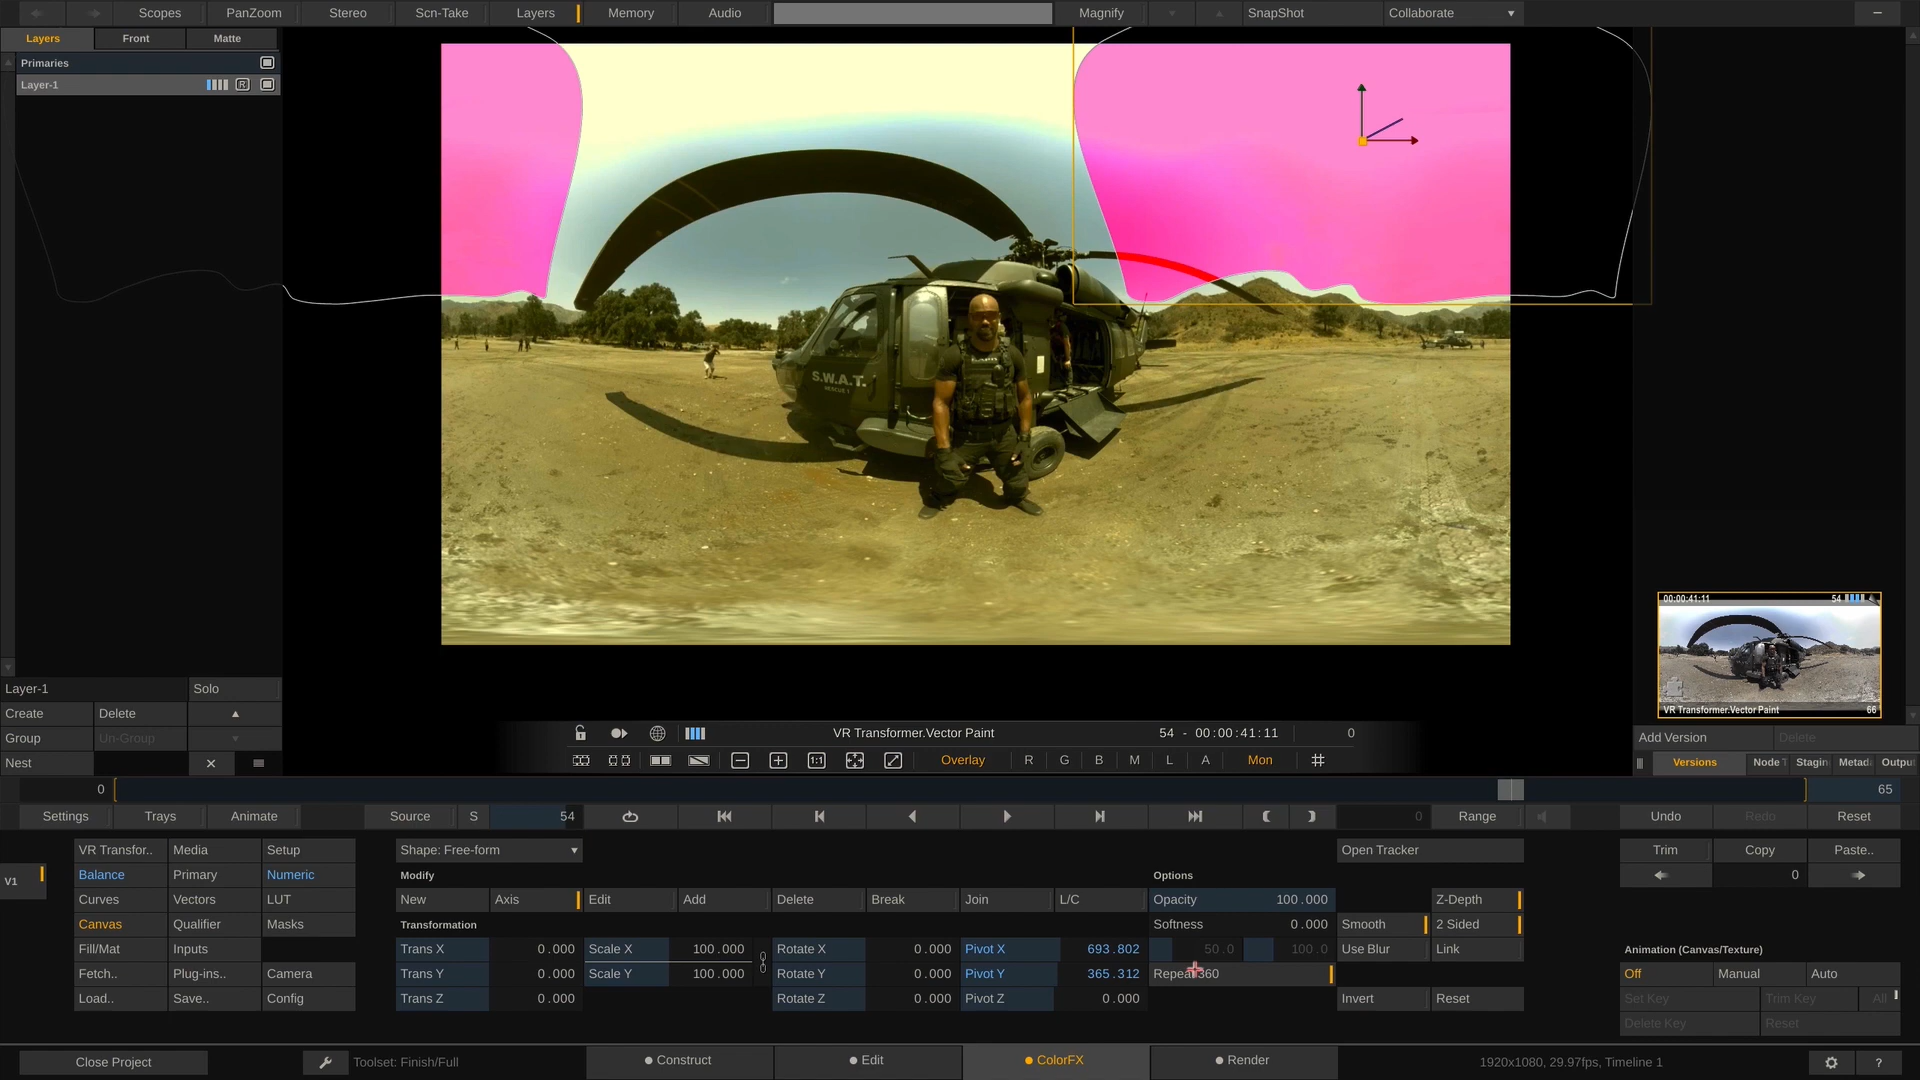 Scopes PanZoom Stereo Scn-Take Layers Memory Audio Magnify SnapShot Collaborate
Layers Front Matte
Primaries
Layer-1 R
S.W.A.T.
RESCUE 1
Layer-1 Solo
Create Delete
Group Un-Group
Nest
00:00:41:11 54
VR Transformer.Vector Paint 66
VR Transformer.Vector Paint 54 - 00:00:41:11 0
1:1 Overlay R G B M L A Mon
Add Version Delete
Versions Node T Stagin Metada Outpu
0 65
Settings Trays Animate Source S 54 0 Range Undo Redo Reset
V1
VR Transfor.. Media Setup
Balance Primary Numeric
Curves Vectors LUT
Canvas Qualifier Masks
Fill/Mat Inputs
Fetch.. Plug-ins.. Camera
Load.. Save.. Config
Shape: Free-form Open Tracker
Modify Options
New Axis Edit Add Delete Break Join L/C Opacity 100.000 Z-Depth
Transformation Softness 0.000 Smooth 2 Sided
Trans X 0.000 Scale X 100.000 Rotate X 0.000 Pivot X 693.802 50.0 100.0 Use Blur Link
Trans Y 0.000 Scale Y 100.000 Rotate Y 0.000 Pivot Y 365.312 Repeat 360
Trans Z 0.000 Rotate Z 0.000 Pivot Z 0.000 Invert Reset
Trim Copy Paste..
0
Animation (Canvas/Texture)
Off Manual Auto
Set Key Trim Key All
Delete Key Reset
Close Project Toolset: Finish/Full Construct Edit ColorFX Render 1920x1080, 29.97fps, Timeline 1 ?